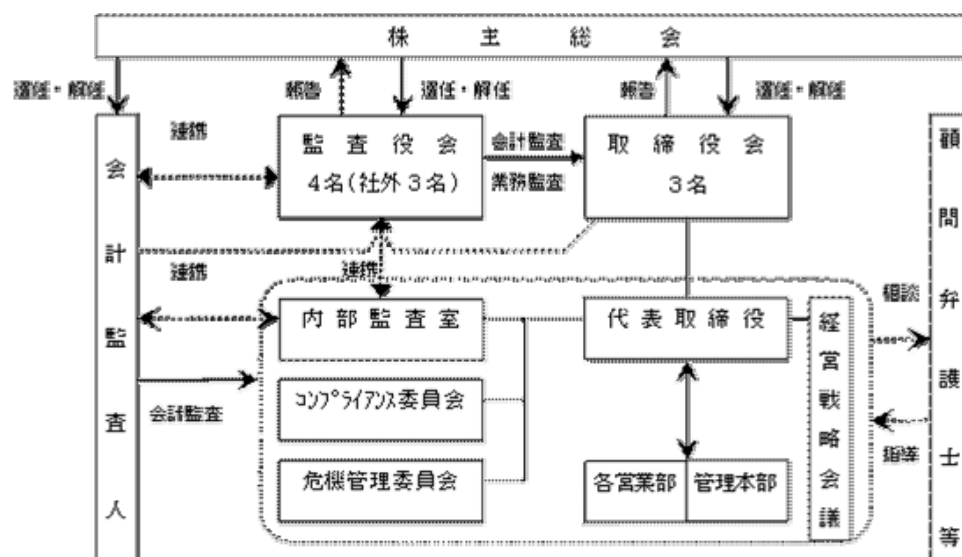 株主総会
選任・解任
報告
選任・解任
報告
選任・解任
連携
監査役会
4名(社外3名)
会計監査
業務監査
取締役会
3名
会計監査人
顧問弁護士等
連携
連携
内部監査室
代表取締役
経営戦略会議
相談
会計監査
コンプライアンス委員会
指導
危機管理委員会
各営業部
管理本部